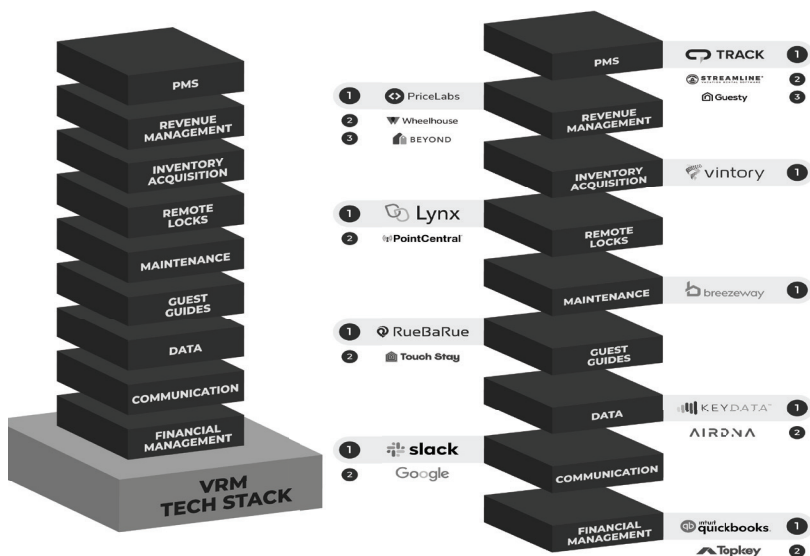 PMS
REVENUE
MANAGEMENT
INVENTORY
ACQUISITION
REMOTE
LOCKS
MAINTENANCE
GUEST
GUIDES
DATA
COMMUNICATION
FINANCIAL
MANAGEMENT
VRM
TECH STACK
PMS
TRACK 1
STREAMLINE 2
Guesty 3
1 PriceLabs
2 Wheelhouse
3 BEYOND
REVENUE
MANAGEMENT
INVENTORY
ACQUISITION
vintory 1
1 Lynx
2 PointCentral
REMOTE
LOCKS
MAINTENANCE
breezeway 1
1 RueBaRue
2 Touch Stay
GUEST
GUIDES
DATA
KEYDATA 1
AIRDNA 2
1 slack
2 Google
COMMUNICATION
FINANCIAL
MANAGEMENT
qb intuit quickbooks. 1
Topkey 2